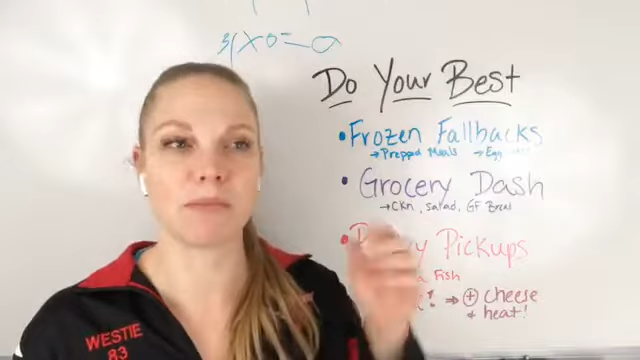 Do Your Best
• Frozen Fallbacks
→ Prepped Meals → Egg
• Grocery Dash
→ Ckn, salad, GF Bread
• Pickups
Fish
! ⇒ ⊕ cheese
+ heat!
WESTIE
83